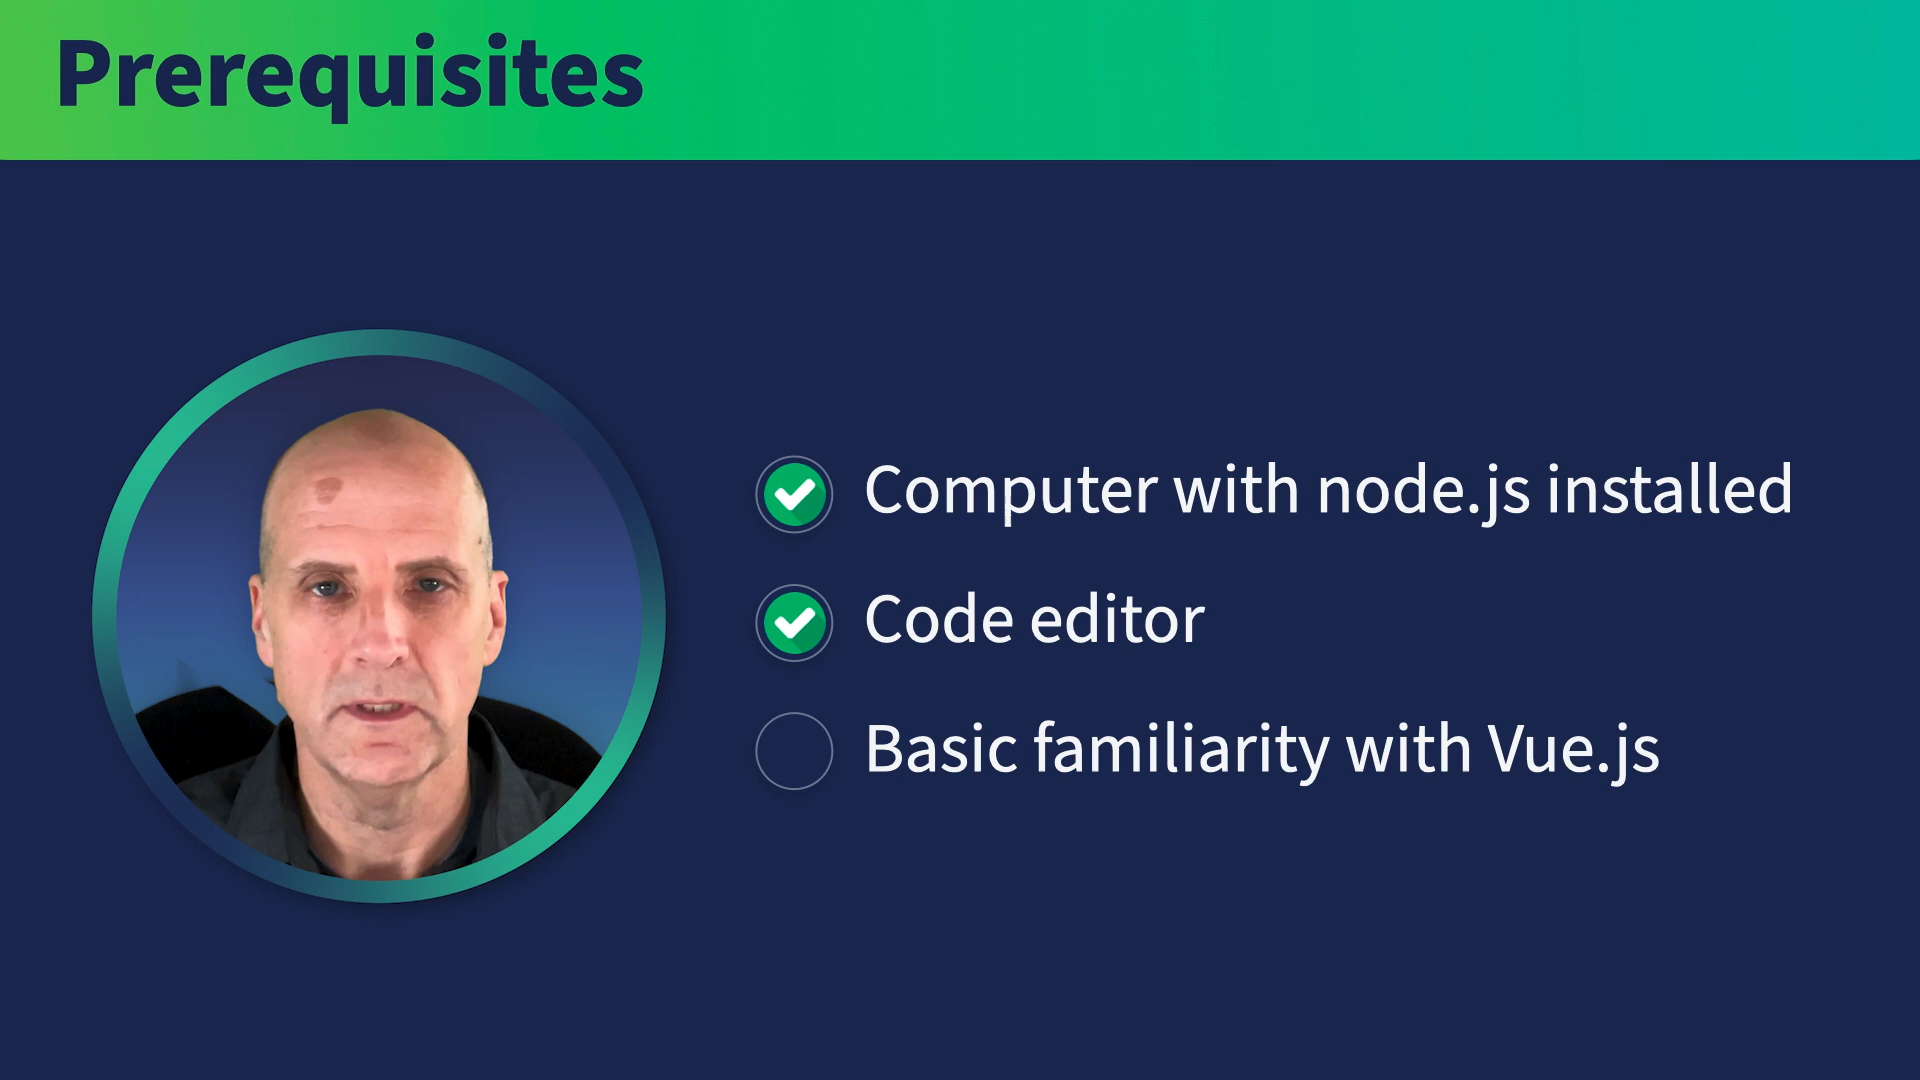 Prerequisites
Computer with node.js installed
Code editor
Basic familiarity with Vue.js